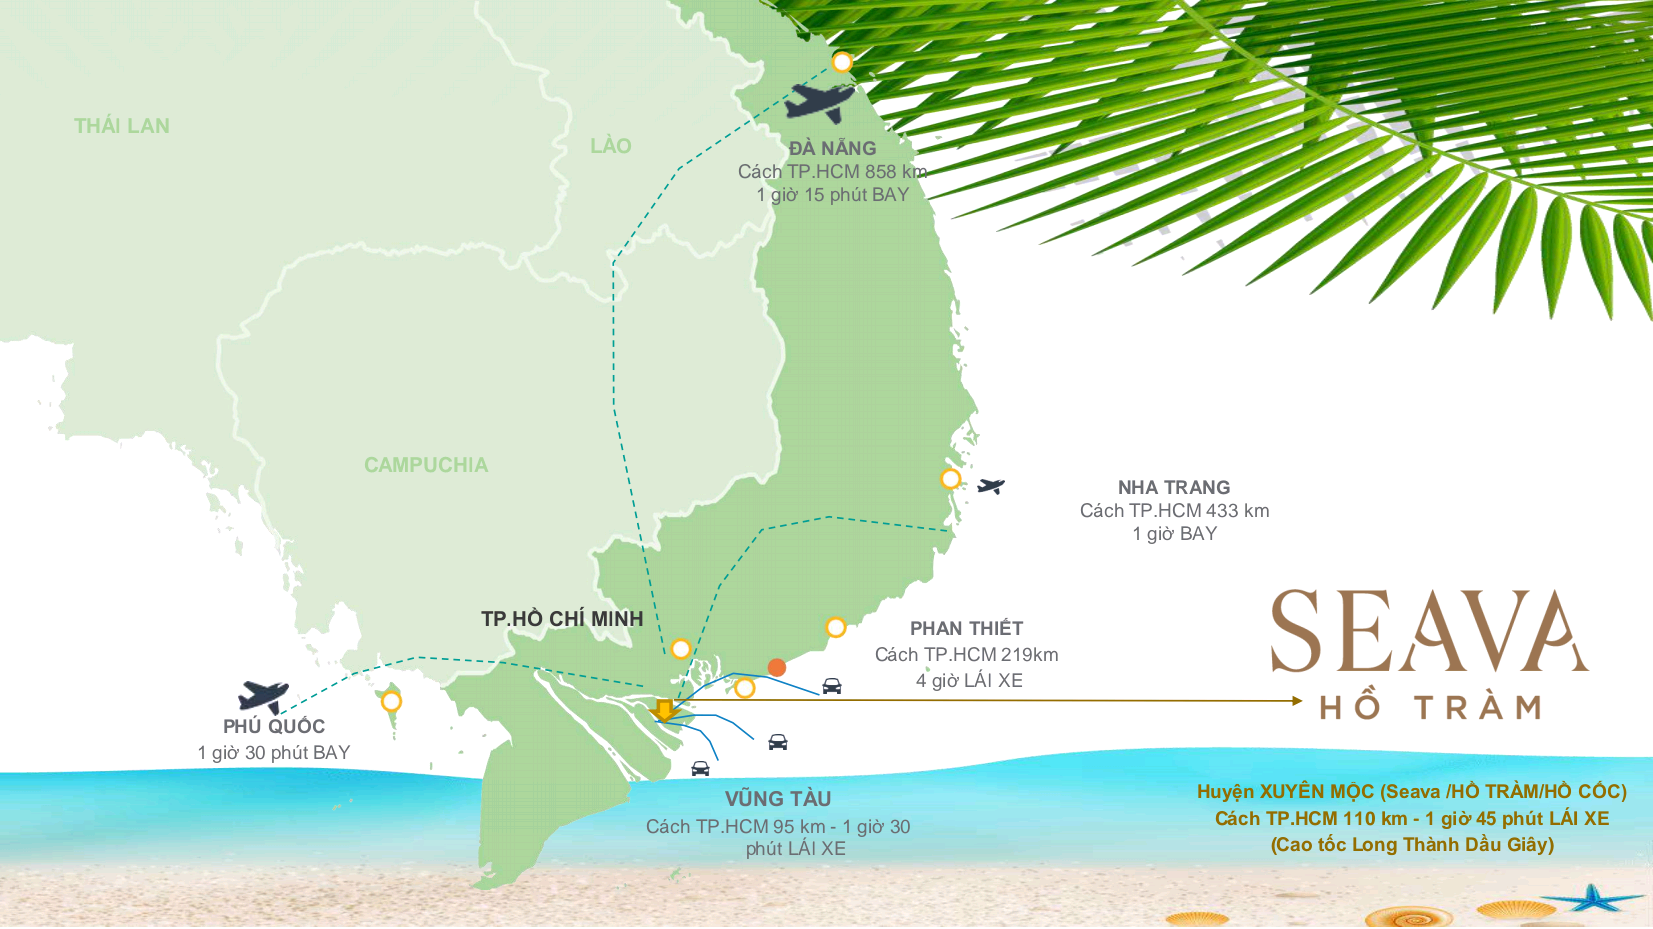 THÁI LAN
LÀO
ĐÀ NẴNG
Cách TP.HCM 858 km
1 giờ 15 phút BAY
CAMPUCHIA
NHA TRANG
Cách TP.HCM 433 km
1 giờ BAY
TP.HỒ CHÍ MINH
PHAN THIẾT
Cách TP.HCM 219km
4 giờ LÁI XE
SEAVA
HỒ TRÀM
PHÚ QUỐC
1 giờ 30 phút BAY
VŨNG TÀU
Cách TP.HCM 95 km - 1 giờ 30
phút LÁI XE
Huyện XUYÊN MỘC (Seava /HỒ TRÀM/HỒ CỐC)
Cách TP.HCM 110 km - 1 giờ 45 phút LÁI XE
(Cao tốc Long Thành Dầu Giây)